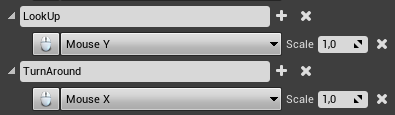 LookUp
Mouse Y Scale 1,0
TurnAround
Mouse X Scale 1,0